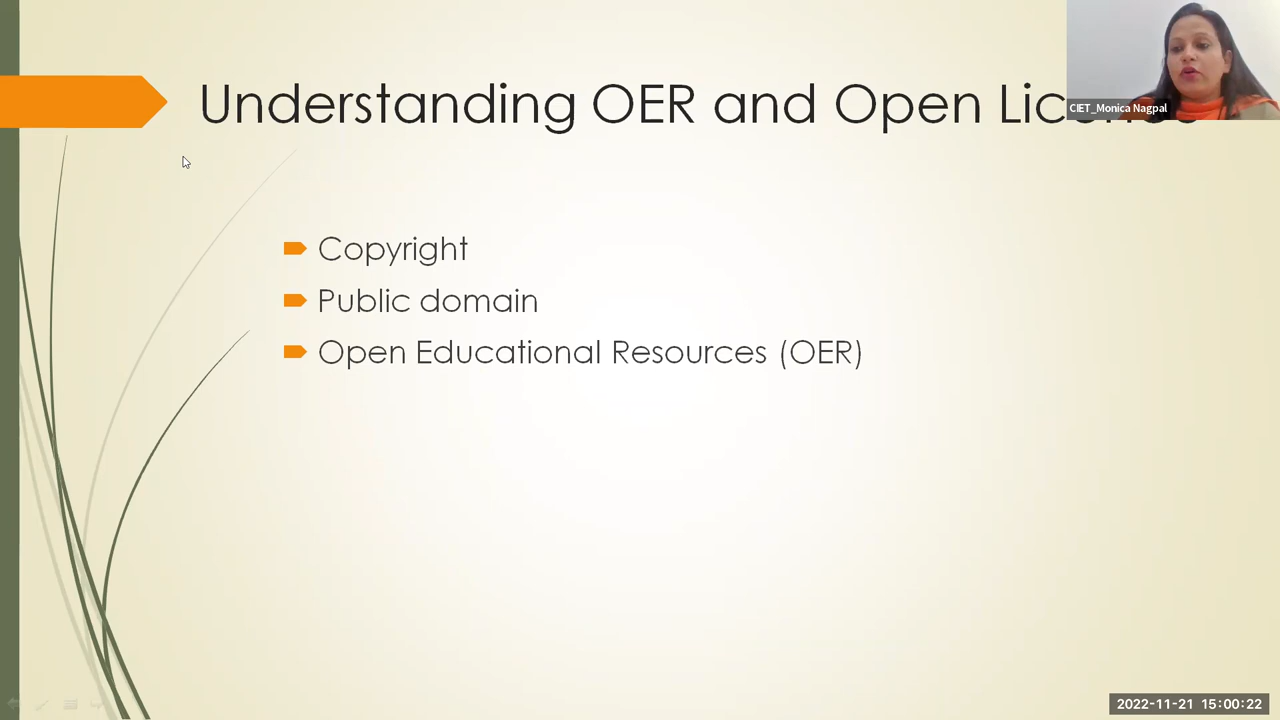 Understanding OER and Open
CIET_Monica Nagpal
Copyright
Public domain
Open Educational Resources (OER)
2022-11-21 15:00:22